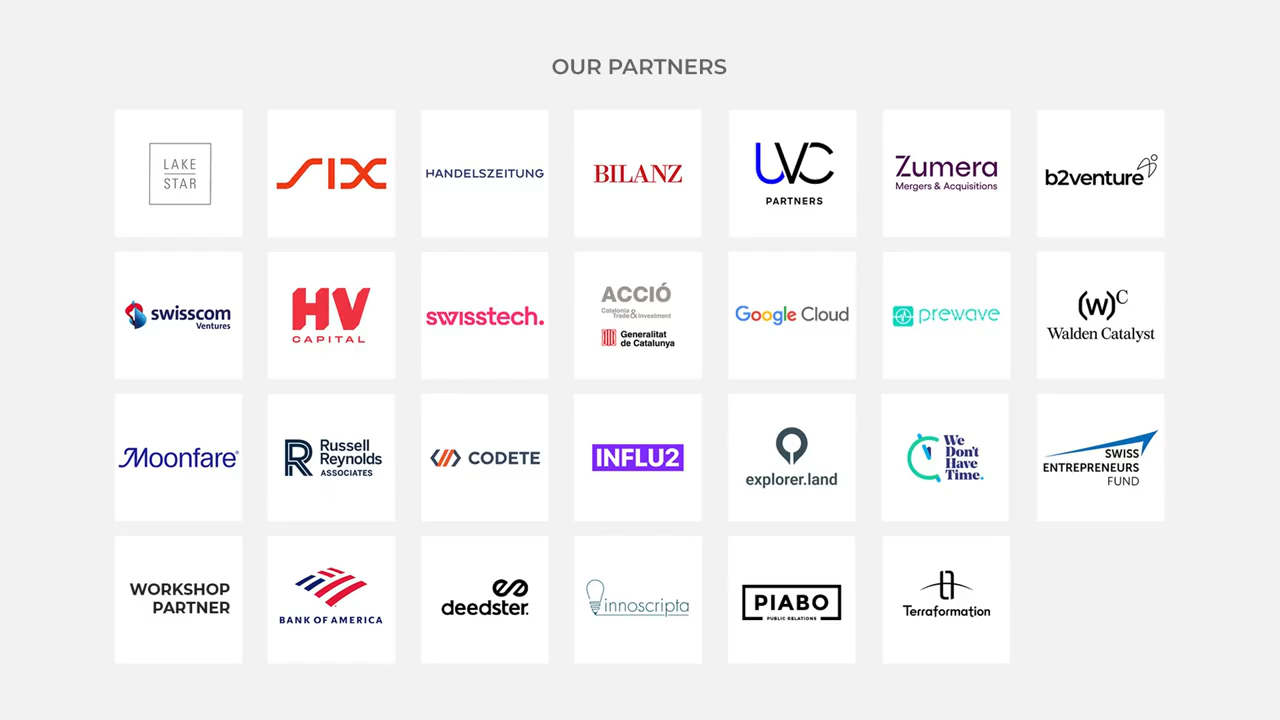 OUR PARTNERS
LAKE
STAR
SIX
HANDELSZEITUNG
BILANZ
UVC
PARTNERS
Zumera
Mergers & Acquisitions
b2venture
swisscom
Ventures
HV
CAPITAL
swisstech.
ACCIÓ
Catalonia
Trade & Investment
Generalitat
de Catalunya
Google Cloud
prewave
(W)C
Walden Catalyst
Moonfare®
Russell
Reynolds
ASSOCIATES
CODETE
INFLU2
explorer.land
We
Don't
Have
Time.
SWISS
ENTREPRENEURS
FUND
WORKSHOP
PARTNER
BANK OF AMERICA
deedster.
innoscripta
PIABO
PUBLIC RELATIONS
Terraformation